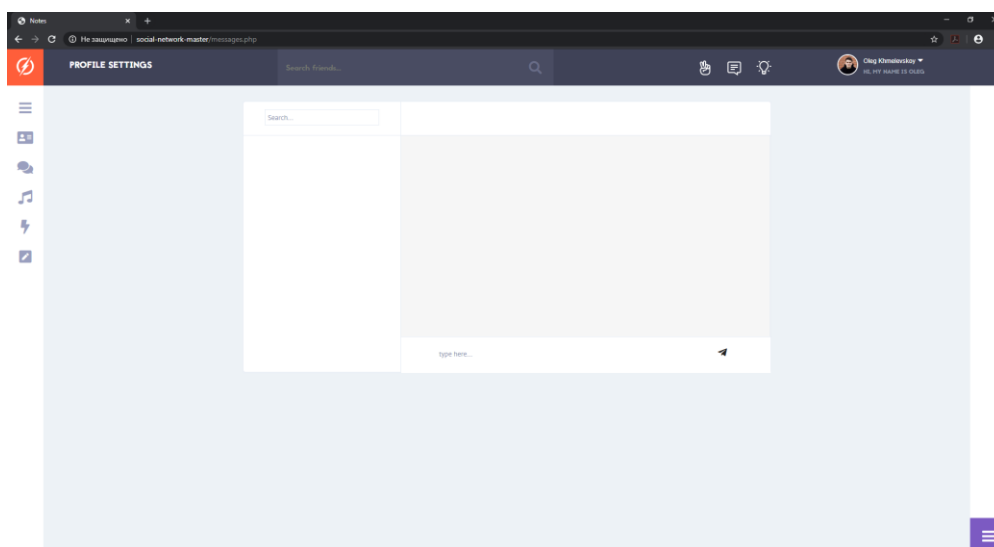 Notes
Не защищено | social-network-master/messages.php
PROFILE SETTINGS
Search friends...
Oleg Khmelevskoy
HI, MY NAME IS OLEG
Search...
type here...